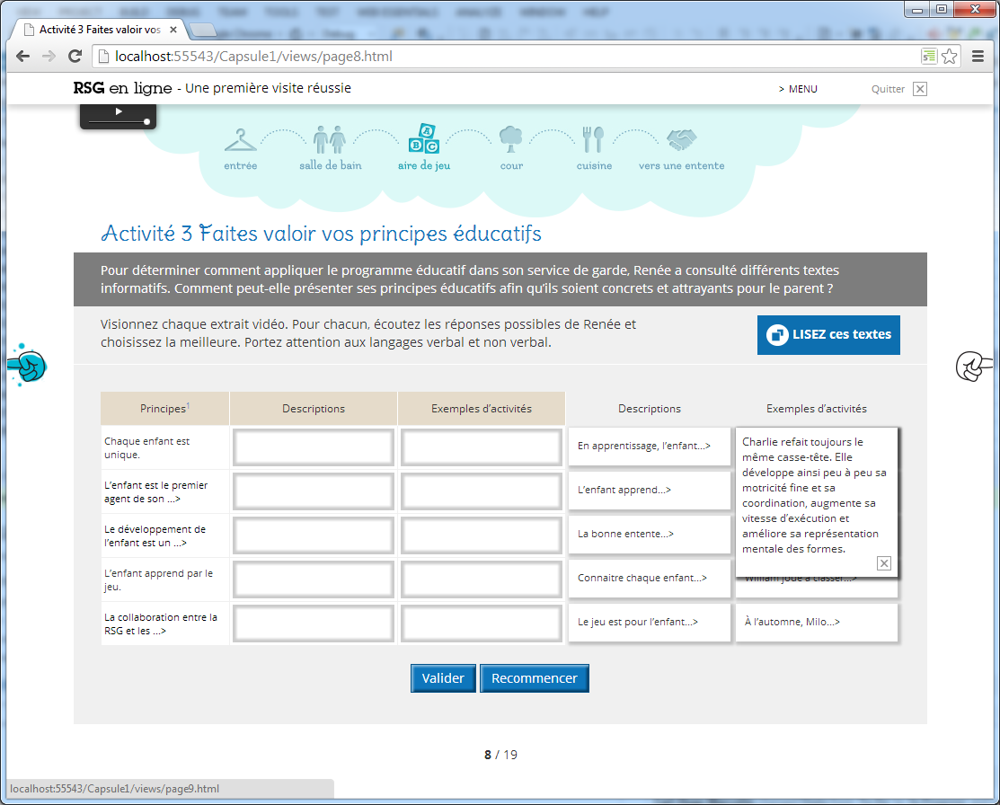 Activité 3 Faites valoir vos
localhost:55543/Capsule1/views/page8.html
RSG en ligne - Une première visite réussie
> MENU
Quitter
entrée
salle de bain
A
B C
aire de jeu
cour
cuisine
vers une entente
Activité 3 Faites valoir vos principes éducatifs
Pour déterminer comment appliquer le programme éducatif dans son service de garde, Renée a consulté différents textes
informatifs. Comment peut-elle présenter ses principes éducatifs afin qu'ils soient concrets et attrayants pour le parent ?
Visionnez chaque extrait vidéo. Pour chacun, écoutez les réponses possibles de Renée et
choisissez la meilleure. Portez attention aux langages verbal et non verbal.
LISEZ ces textes
Principes1
Descriptions
Exemples d'activités
Descriptions
Exemples d'activités
Chaque enfant est
unique.
L'enfant est le premier
agent de son ...>
Le développement de
l'enfant est un ...>
L'enfant apprend par le
jeu.
La collaboration entre la
RSG et les ...>
En apprentissage, l'enfant...>
L'enfant apprend...>
La bonne entente...>
Connaitre chaque enfant...>
Le jeu est pour l'enfant...>
Charlie refait toujours le
même casse-tête. Elle
développe ainsi peu à peu sa
motricité fine et sa
coordination, augmente sa
vitesse d'exécution et
améliore sa représentation
mentale des formes.
William joue à classer...>
À l'automne, Milo...>
Valider
Recommencer
8 / 19
localhost:55543/Capsule1/views/page9.html